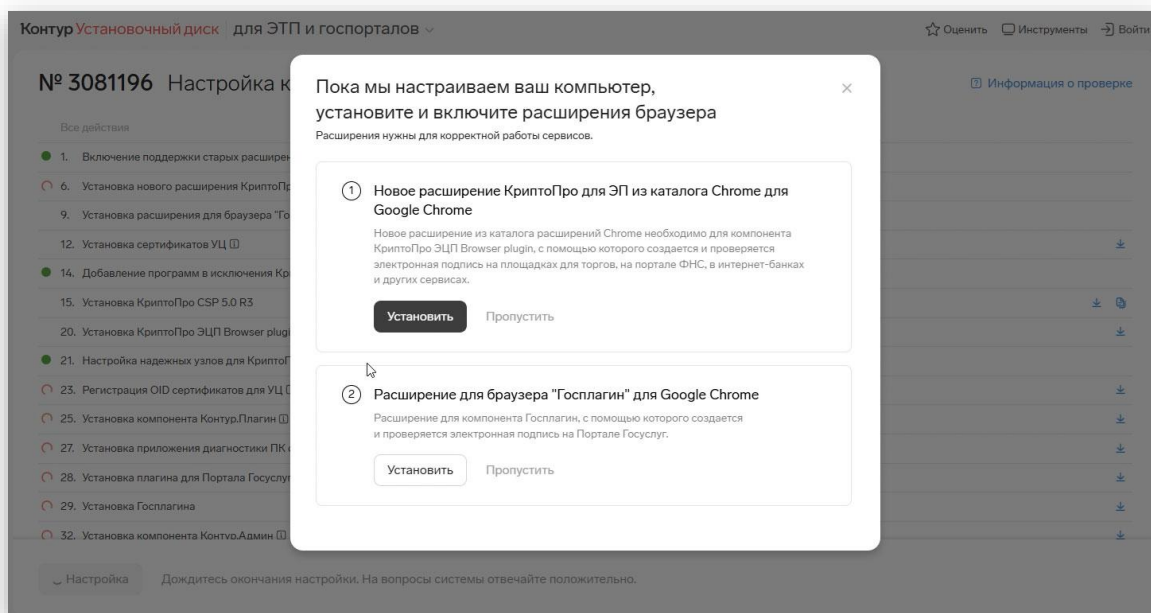 Контур Установочный диск для ЭТП и госпорталов
Оценить Инструменты Войти
№ 3081196 Настройка к
Информация о проверке
Все действия
1. Включение поддержки старых расширен
6. Установка нового расширения КриптоПр
9. Установка расширения для браузера "Го
12. Установка сертификатов УЦ
14. Добавление программ в исключения Кр
15. Установка КриптоПро CSP 5.0 R3
20. Установка КриптоПро ЭЦП Browser plugi
21. Настройка надежных узлов для КриптоП
23. Регистрация OID сертификатов для УЦ
25. Установка компонента Контур.Плагин
27. Установка приложения диагностики ПК
28. Установка плагина для Портала Госуслуг
29. Установка Госплагина
32. Установка компонента Контур.Админ
Настройка Дождитесь окончания настройки. На вопросы системы отвечайте положительно.
Пока мы настраиваем ваш компьютер,
установите и включите расширения браузера
Расширения нужны для корректной работы сервисов.
1 Новое расширение КриптоПро для ЭП из каталога Chrome для
Google Chrome
Новое расширение из каталога расширений Chrome необходимо для компонента
КриптоПро ЭЦП Browser plugin, с помощью которого создается и проверяется
электронная подпись на площадках для торгов, на портале ФНС, в интернет-банках
и других сервисах.
Установить Пропустить
2 Расширение для браузера "Госплагин" для Google Chrome
Расширение для компонента Госплагин, с помощью которого создается
и проверяется электронная подпись на Портале Госуслуг.
Установить Пропустить